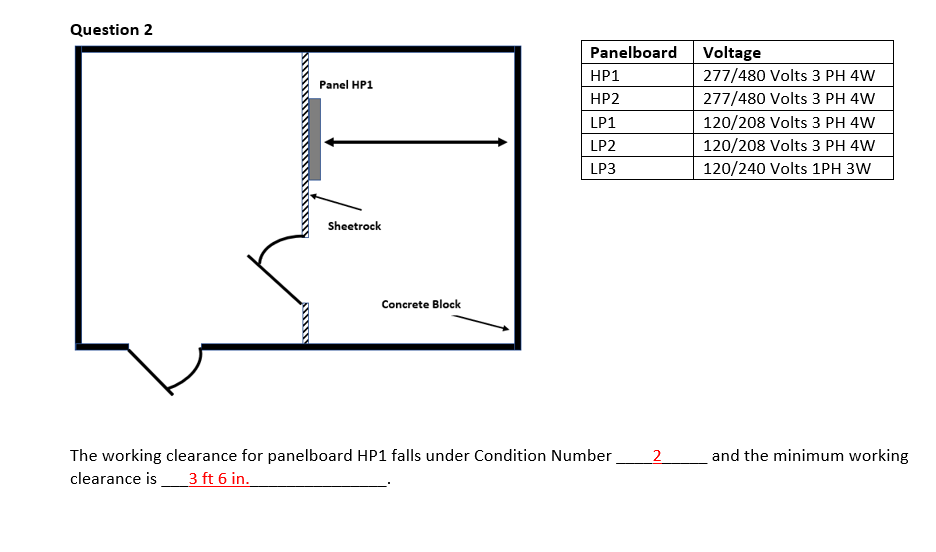 Question 2
Panel HP1
Sheetrock
Concrete Block
Panelboard Voltage
HP1 277/480 Volts 3 PH 4W
HP2 277/480 Volts 3 PH 4W
LP1 120/208 Volts 3 PH 4W
LP2 120/208 Volts 3 PH 4W
LP3 120/240 Volts 1PH 3W
The working clearance for panelboard HP1 falls under Condition Number ____2_____ and the minimum working
clearance is ___3 ft 6 in.________________.